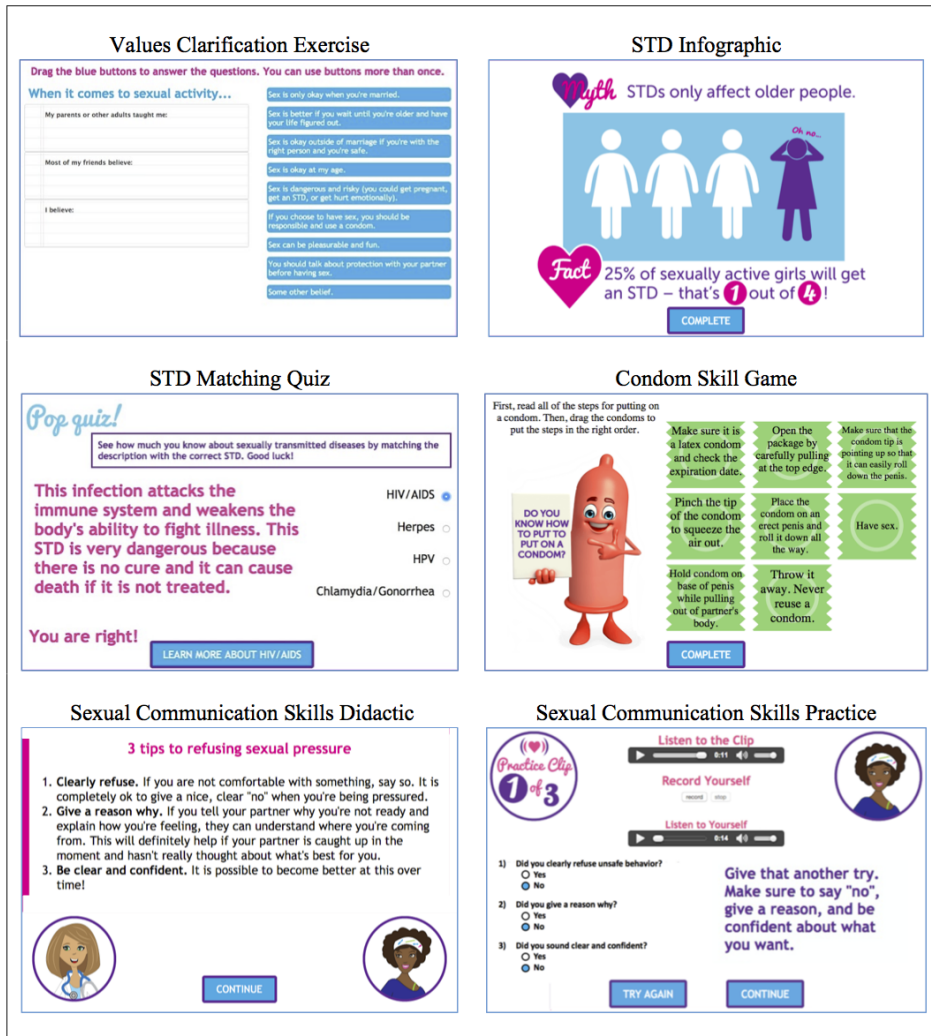 Values Clarification Exercise
Drag the blue buttons to answer the questions. You can use buttons more than once.
When it comes to sexual activity...
My parents or other adults taught me:
Most of my friends believe:
I believe:
Sex is only okay when you're married.
Sex is better if you wait until you're older and have
your life figured out.
Sex is okay outside of marriage if you're with the
right person and you're safe.
Sex is okay at my age.
Sex is dangerous and risky (you could get pregnant,
get an STD, or get hurt emotionally).
If you choose to have sex, you should be
responsible and use a condom.
Sex can be pleasurable and fun.
You should talk about protection with your partner
before having sex.
Some other belief.
STD Infographic
Myth STDs only affect older people.
Oh no...
Fact 25% of sexually active girls will get
an STD – that's 1 out of 4!
COMPLETE
STD Matching Quiz
Pop quiz!
See how much you know about sexually transmitted diseases by matching the
description with the correct STD. Good luck!
This infection attacks the
immune system and weakens the
body's ability to fight illness. This
STD is very dangerous because
there is no cure and it can cause
death if it is not treated.
HIV/AIDS
Herpes
HPV
Chlamydia/Gonorrhea
You are right!
LEARN MORE ABOUT HIV/AIDS
Condom Skill Game
First, read all of the steps for putting on
a condom. Then, drag the condoms to
put the steps in the right order.
DO YOU
KNOW HOW
TO PUT TO
PUT ON A
CONDOM?
Make sure it is
a latex condom
and check the
expiration date.
Open the
package by
carefully pulling
at the top edge.
Make sure that the
condom tip is
pointing up so that
it can easily roll
down the penis.
Pinch the tip
of the condom
to squeeze the
air out.
Place the
condom on an
erect penis and
roll it down all
the way.
Have sex.
Hold condom on
base of penis
while pulling
out of partner's
body.
Throw it
away. Never
reuse a
condom.
COMPLETE
Sexual Communication Skills Didactic
3 tips to refusing sexual pressure
1. Clearly refuse. If you are not comfortable with something, say so. It is
completely ok to give a nice, clear "no" when you're being pressured.
2. Give a reason why. If you tell your partner why you're not ready and
explain how you're feeling, they can understand where you're coming
from. This will definitely help if your partner is caught up in the
moment and hasn't really thought about what's best for you.
3. Be clear and confident. It is possible to become better at this over
time!
CONTINUE
Sexual Communication Skills Practice
Practice Clip
1 of 3
Listen to the Clip
0:11
Record Yourself
record stop
Listen to Yourself
0:14
1) Did you clearly refuse unsafe behavior?
Yes
No
2) Did you give a reason why?
Yes
No
3) Did you sound clear and confident?
Yes
No
Give that another try.
Make sure to say "no",
give a reason, and be
confident about what
you want.
TRY AGAIN
CONTINUE